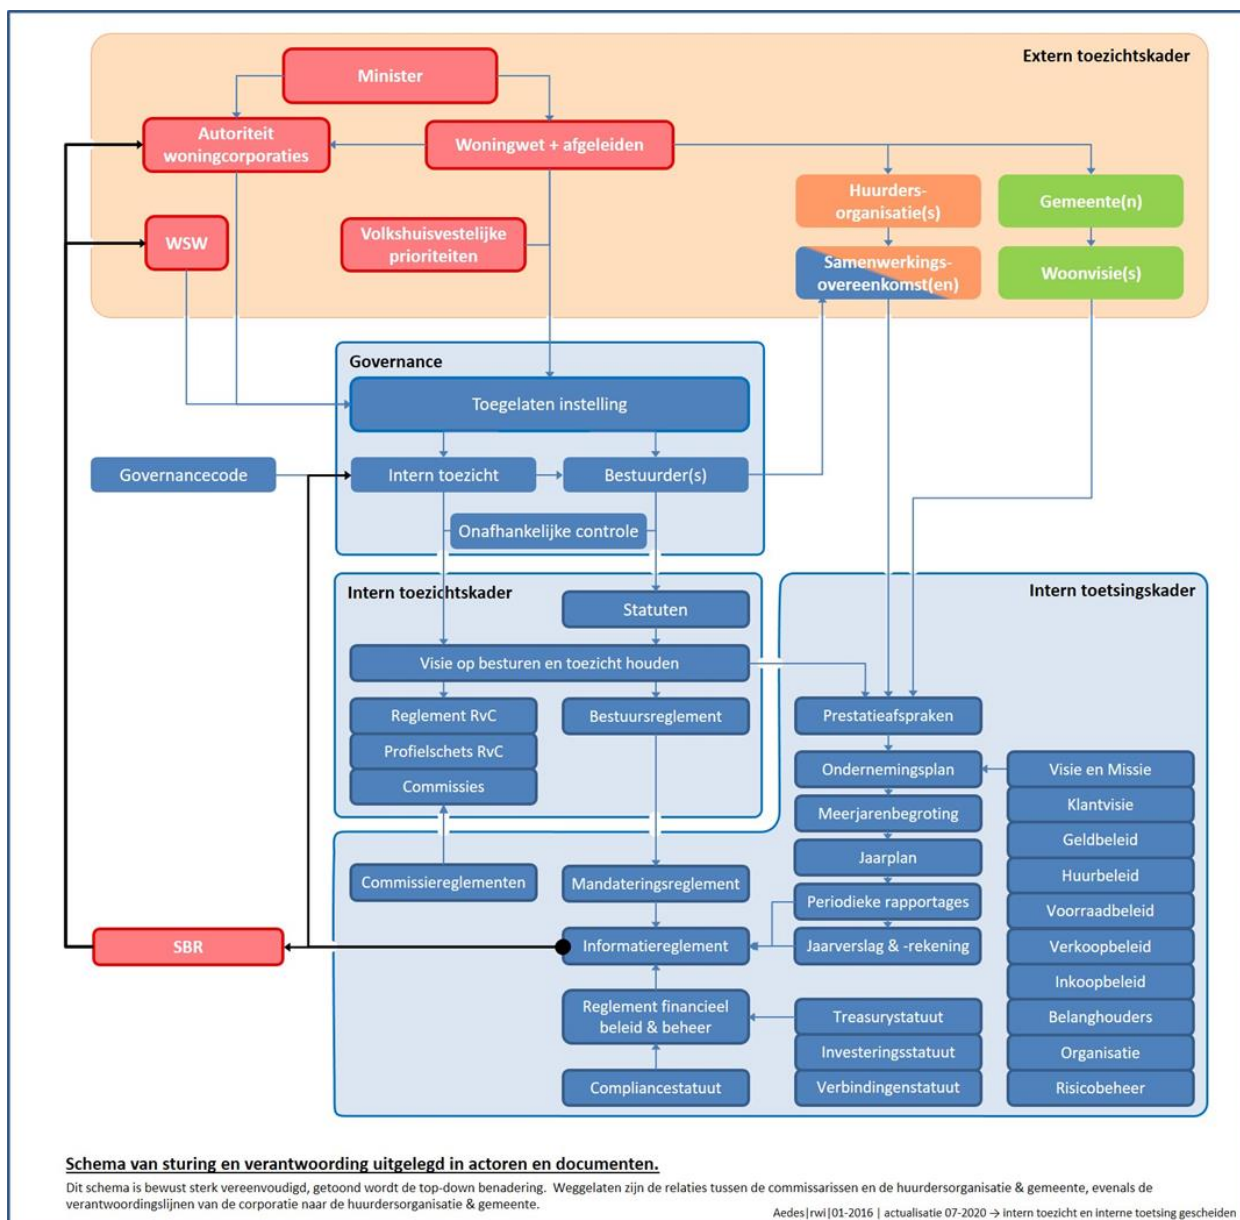 Extern toezichtskader
Minister
Autoriteit
woningcorporaties
Woningwet + afgeleiden
Huurders-
organisatie(s)
Gemeente(n)
WSW
Volkshuisvestelijke
prioriteiten
Samenwerkings-
overeenkomst(en)
Woonvisie(s)
Governance
Toegelaten instelling
Governancecode
Intern toezicht
Bestuurder(s)
Onafhankelijke controle
Intern toezichtskader
Statuten
Visie op besturen en toezicht houden
Reglement RvC
Profielschets RvC
Commissies
Bestuursreglement
Intern toetsingskader
Prestatieafspraken
Ondernemingsplan
Meerjarenbegroting
Jaarplan
Periodieke rapportages
Jaarverslag & -rekening
Visie en Missie
Klantvisie
Geldbeleid
Huurbeleid
Voorraadbeleid
Verkoopbeleid
Inkoopbeleid
Belanghouders
Organisatie
Risicobeheer
Commissiereglementen
Mandateringsreglement
SBR
Informatiereglement
Reglement financieel
beleid & beheer
Compliancestatuut
Treasurystatuut
Investeringsstatuut
Verbindingenstatuut
Schema van sturing en verantwoording uitgelegd in actoren en documenten.
Dit schema is bewust sterk vereenvoudigd, getoond wordt de top-down benadering. Weggelaten zijn de relaties tussen de commissarissen en de huurdersorganisatie & gemeente, evenals de
verantwoordingslijnen van de corporatie naar de huurdersorganisatie & gemeente.
Aedes|rwi|01-2016 | actualisatie 07-2020 → intern toezicht en interne toetsing gescheiden